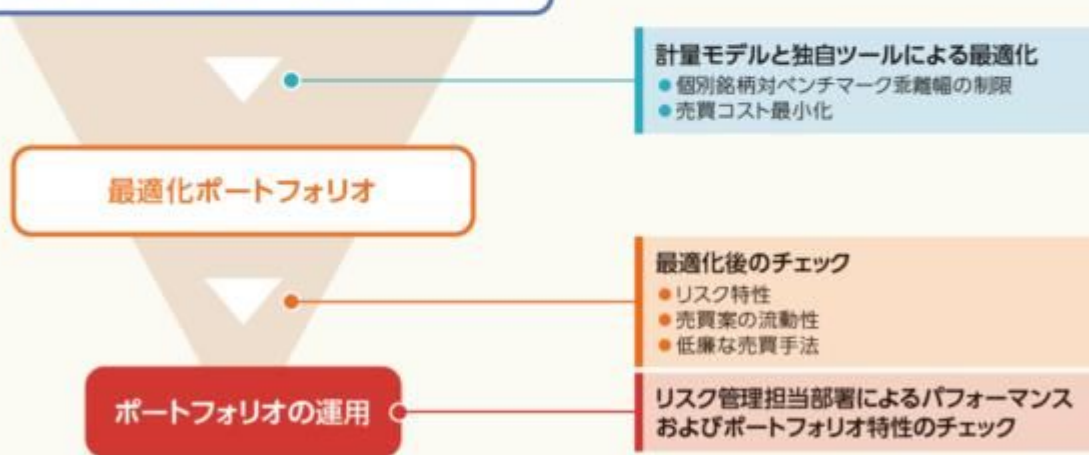 計量モデルと独自ツールによる最適化
●個別銘柄対ベンチマーク乖離幅の制限
●売買コスト最小化
最適化ポートフォリオ
最適化後のチェック
●リスク特性
●売買案の流動性
●低廉な売買手法
ポートフォリオの運用
リスク管理担当部署によるパフォーマンス
およびポートフォリオ特性のチェック